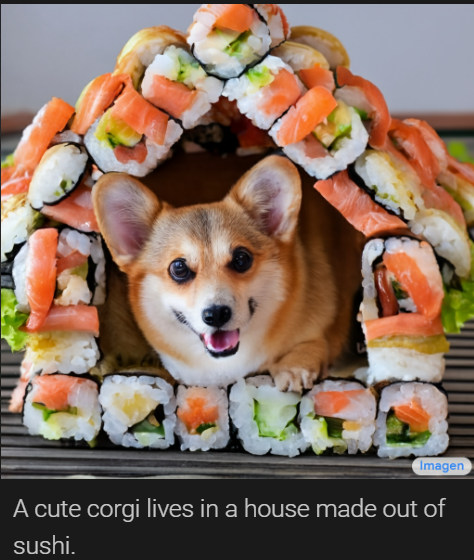 Imagen
A cute corgi lives in a house made out of
sushi.